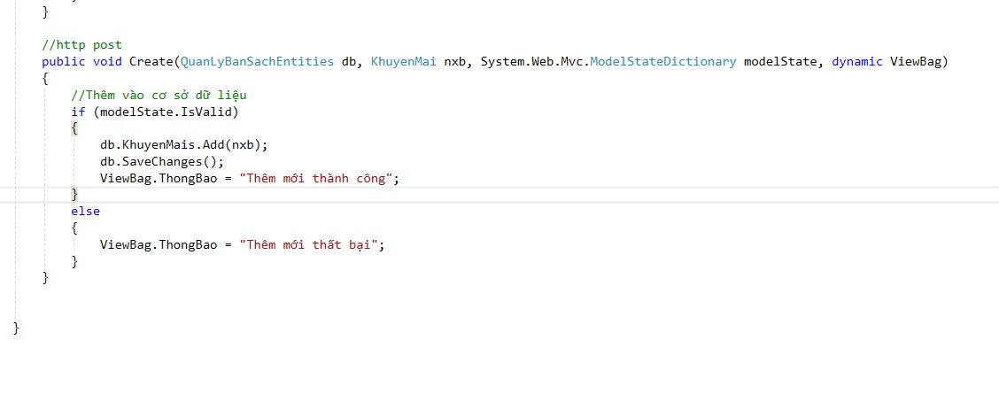 }
//http post
public void Create(QuanLyBanSachEntities db, KhuyenMai nxb, System.Web.Mvc.ModelStateDictionary modelState, dynamic ViewBag)
{
//Thêm vào cơ sở dữ liệu
if (modelState.IsValid)
{
db.KhuyenMais.Add(nxb);
db.SaveChanges();
ViewBag.ThongBao = "Thêm mới thành công";
}
else
{
ViewBag.ThongBao = "Thêm mới thất bại";
}
}
}